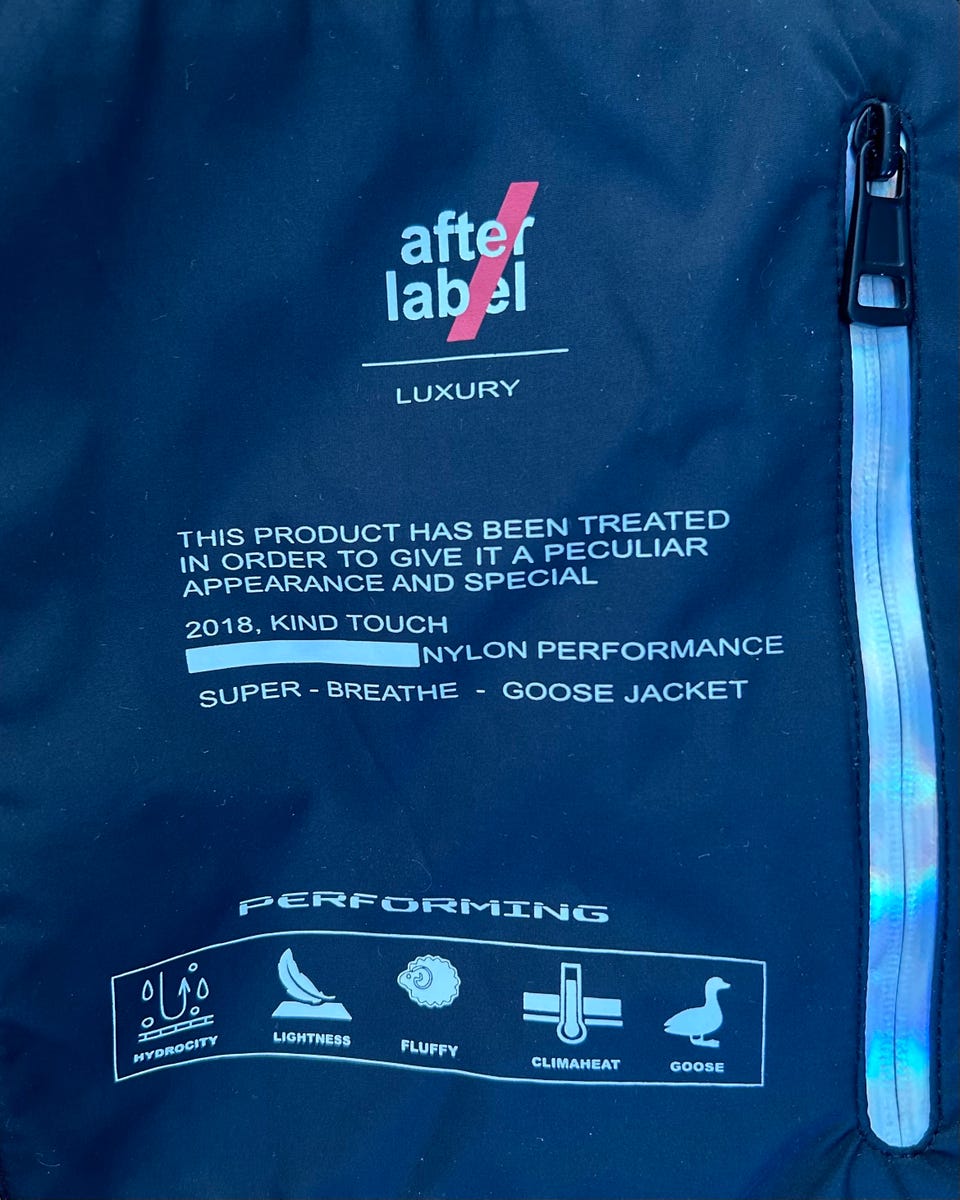 after
label
LUXURY
THIS PRODUCT HAS BEEN TREATED
IN ORDER TO GIVE IT A PECULIAR
APPEARANCE AND SPECIAL
2018, KIND TOUCH
NYLON PERFORMANCE
SUPER - BREATHE - GOOSE JACKET
PERFORMING
HYDROCITY LIGHTNESS FLUFFY CLIMAHEAT GOOSE